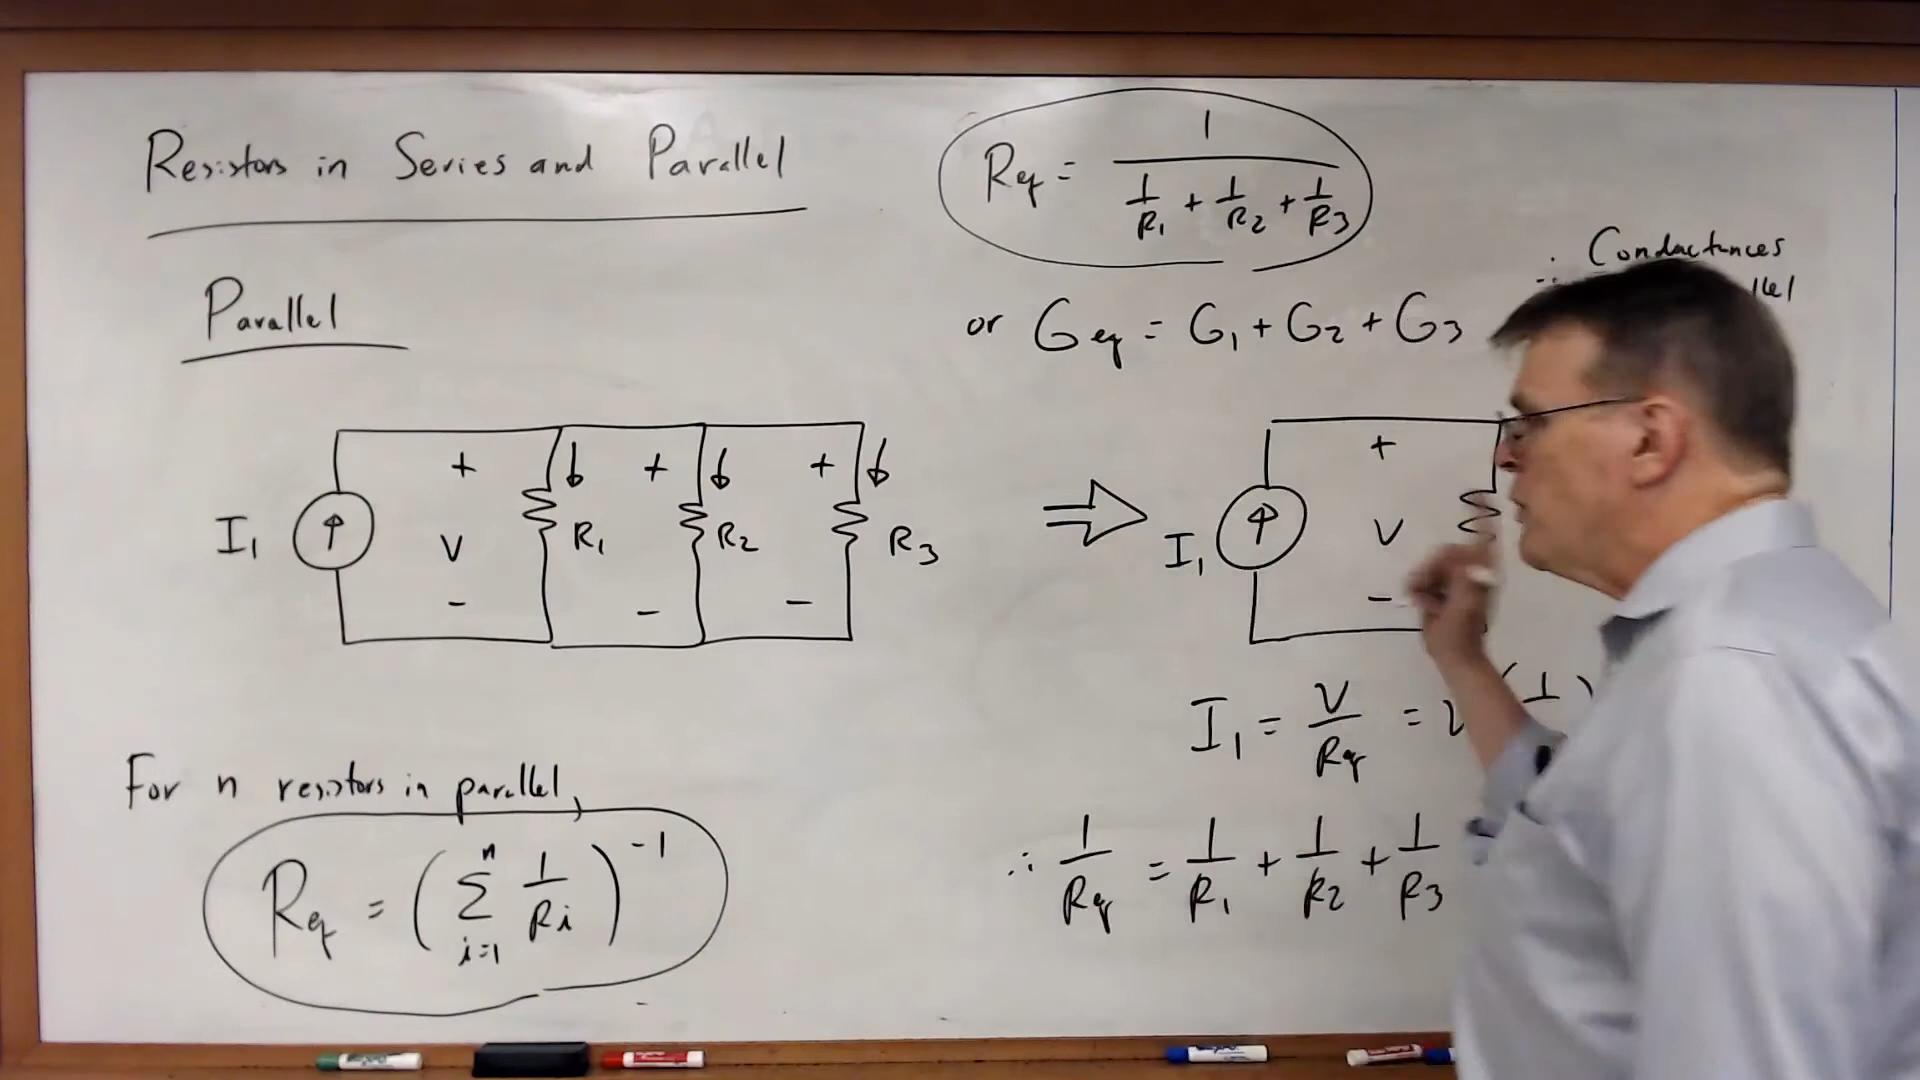 Resistors in Series and Parallel
Parallel
I₁ + V - + - + - R₁ R₂ R₃
For n resistors in parallel,
Req = ( Σ i=1 n 1/Ri )⁻¹
Req = 1 / (1/R₁ + 1/R₂ + 1/R₃)
or Geq = G₁ + G₂ + G₃
∴ Conductances
⇒ I₁ + V -
I₁ = V/Req =
∴ 1/Req = 1/R₁ + 1/R₂ + 1/R₃